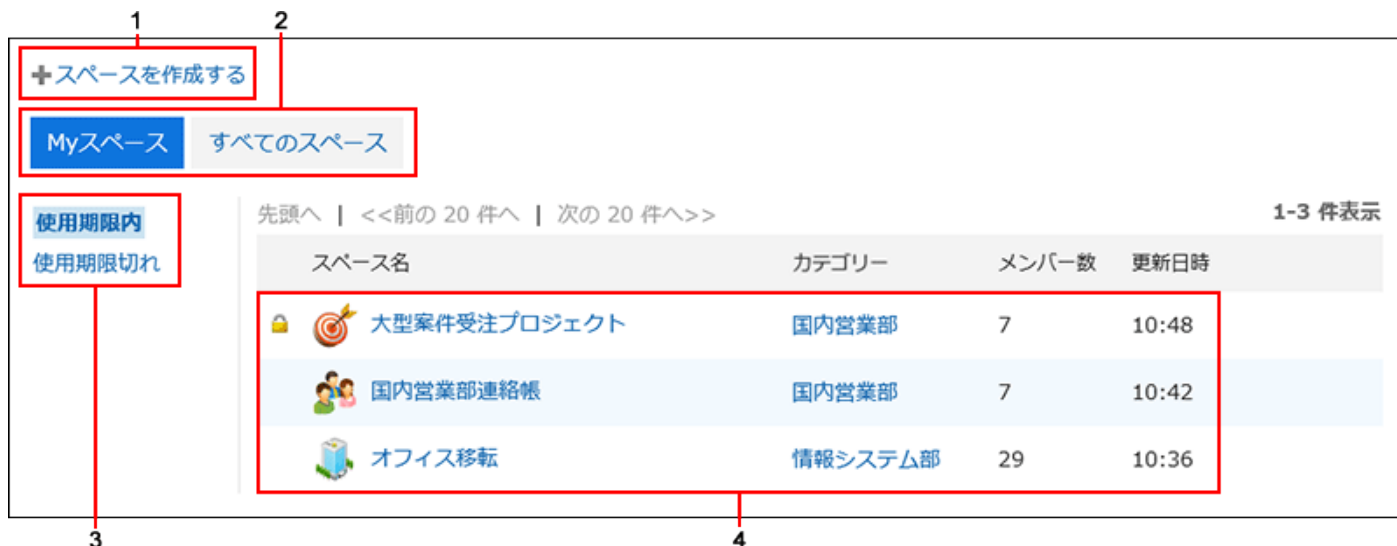 1 2
スペースを作成する
Myスペース すべてのスペース
使用期限内
使用期限切れ
先頭へ | <<前の 20 件へ | 次の 20 件へ>> 1-3 件表示
スペース名 カテゴリー メンバー数 更新日時
大型案件受注プロジェクト 国内営業部 7 10:48
国内営業部連絡帳 国内営業部 7 10:42
オフィス移転 情報システム部 29 10:36
3 4